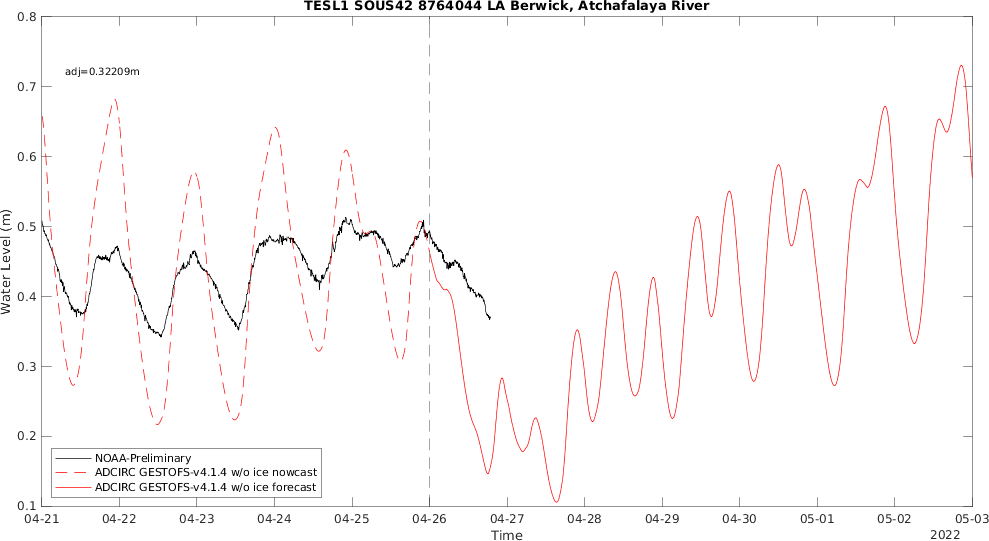 TESL1 SOUS42 8764044 LA Berwick, Atchafalaya River
adj=0.32209m
Water Level (m)
0.8
0.7
0.6
0.5
0.4
0.3
0.2
0.1
NOAA-Preliminary
ADCIRC GESTOFS-v4.1.4 w/o ice nowcast
ADCIRC GESTOFS-v4.1.4 w/o ice forecast
04-21 04-22 04-23 04-24 04-25 04-26 04-27 04-28 04-29 04-30 05-01 05-02 05-03
Time
2022